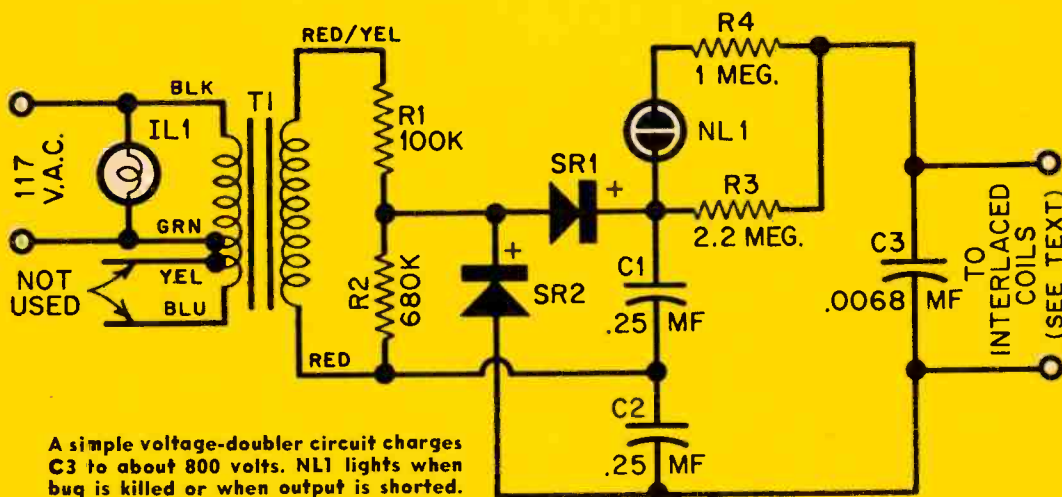 RED/YEL
R4
1 MEG.
BLK
T1
R1
100K
NL1
IL1
117
V.A.C.
SR1
+
R3
2.2 MEG.
GRN
NOT
USED
YEL
BLU
R2
680K
+
SR2
C1
.25 MF
C3
.0068 MF
TO
INTERLACED
COILS
(SEE TEXT)
RED
C2
.25 MF
A simple voltage-doubler circuit charges
C3 to about 800 volts. NL1 lights when
bug is killed or when output is shorted.